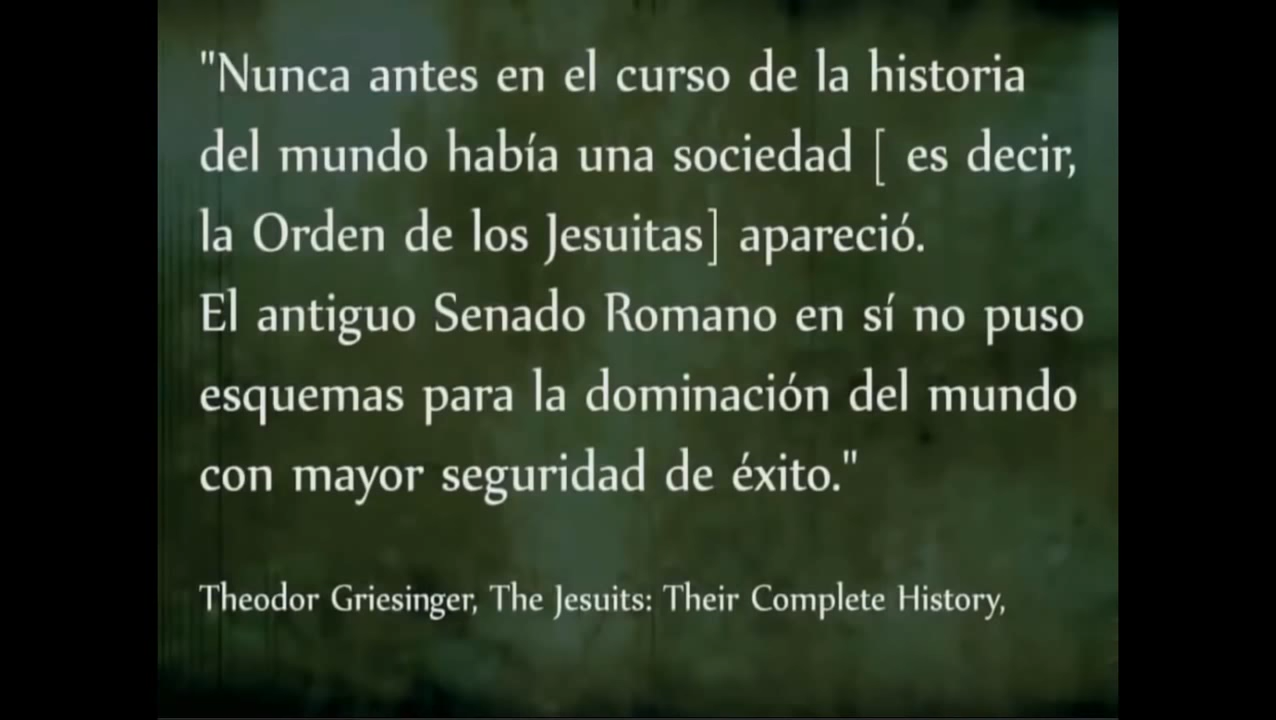 "Nunca antes en el curso de la historia
del mundo había una sociedad [ es decir,
la Orden de los Jesuitas] apareció.
El antiguo Senado Romano en sí no puso
esquemas para la dominación del mundo
con mayor seguridad de éxito."
Theodor Griesinger, The Jesuits: Their Complete History,